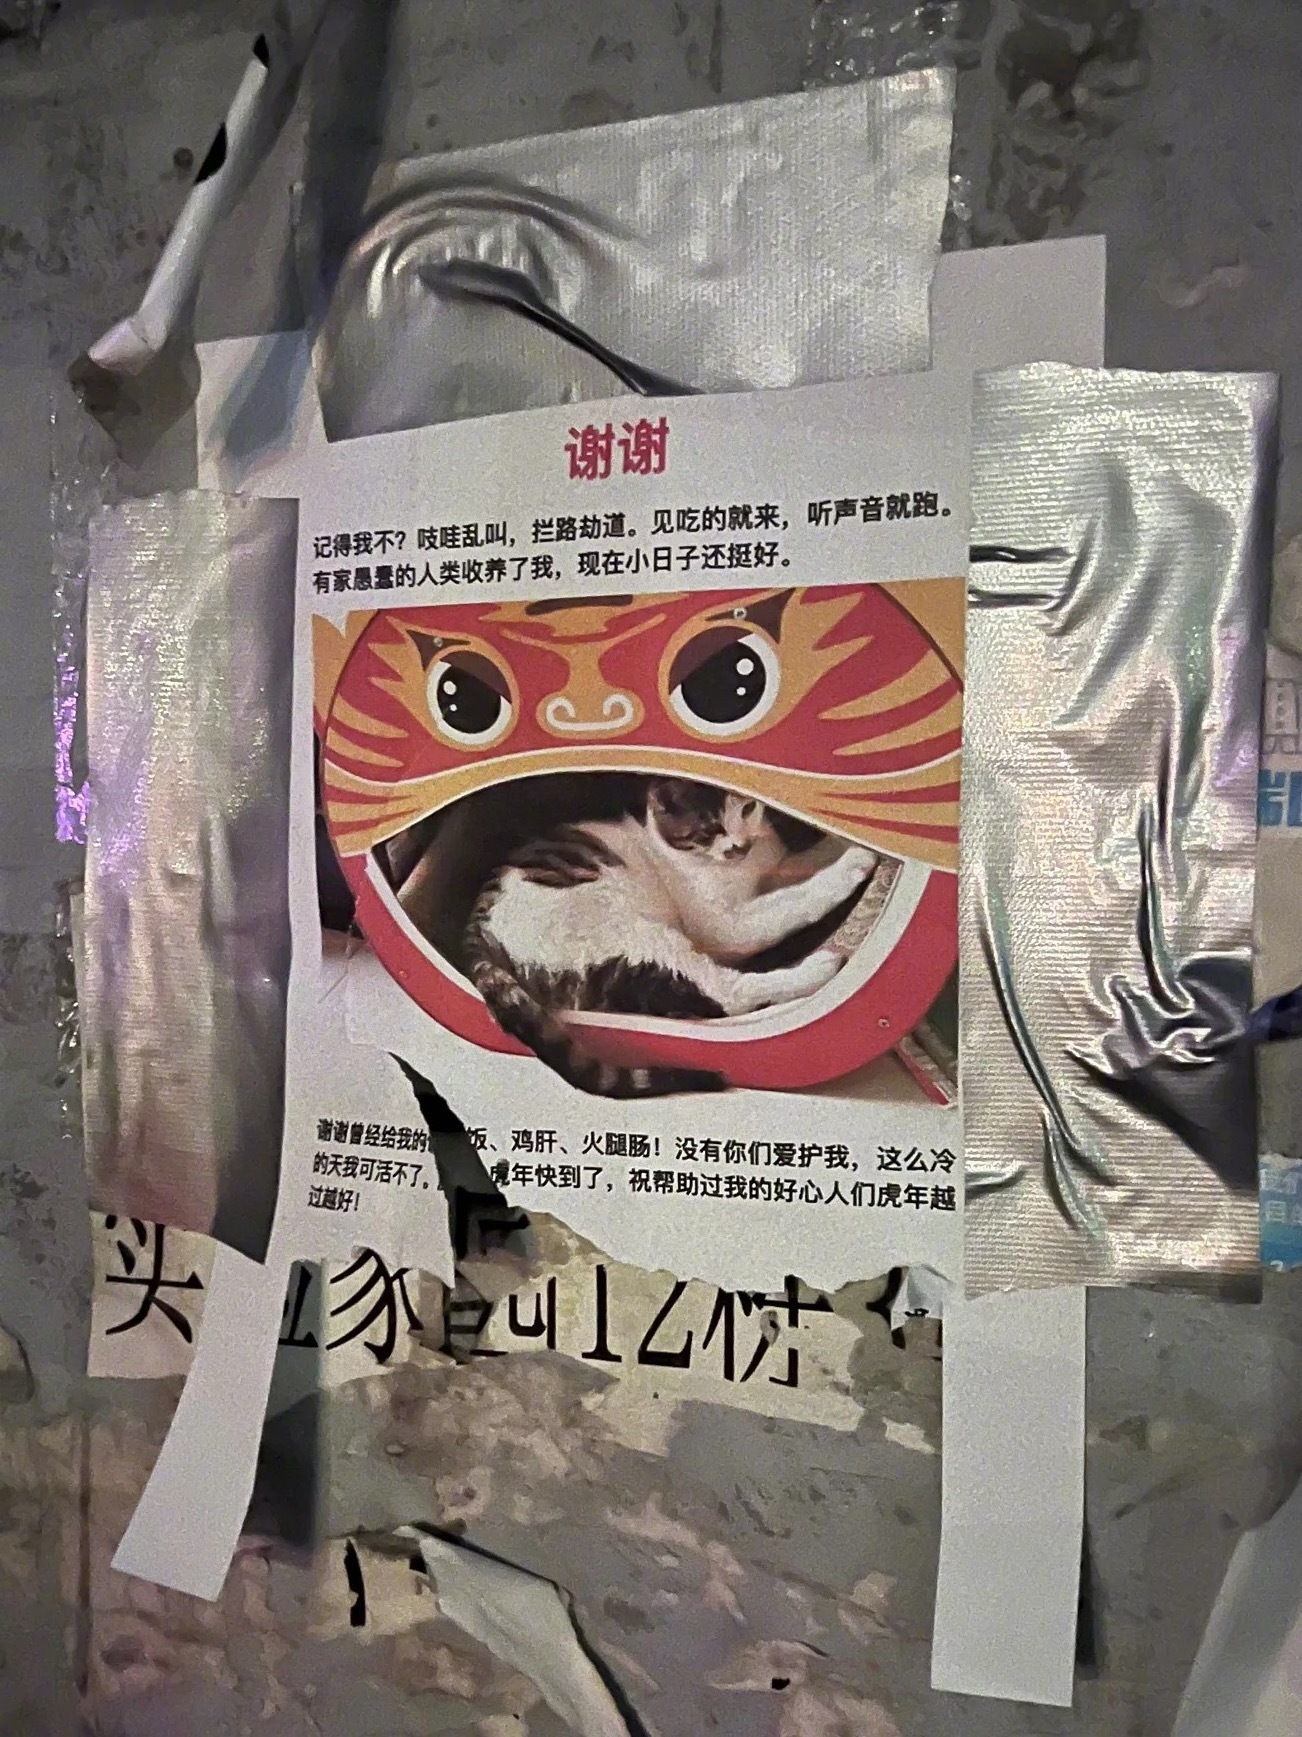 谢谢
记得我不？吱哇乱叫，拦路劫道。见吃的就来，听声音就跑。
有家愚蠢的人类收养了我，现在小日子还挺好。
谢谢曾经给我的 饭、鸡肝、火腿肠！没有你们爱护我，这么冷
的天我可活不了。 虎年快到了，祝帮助过我的好心人们虎年越
过越好！